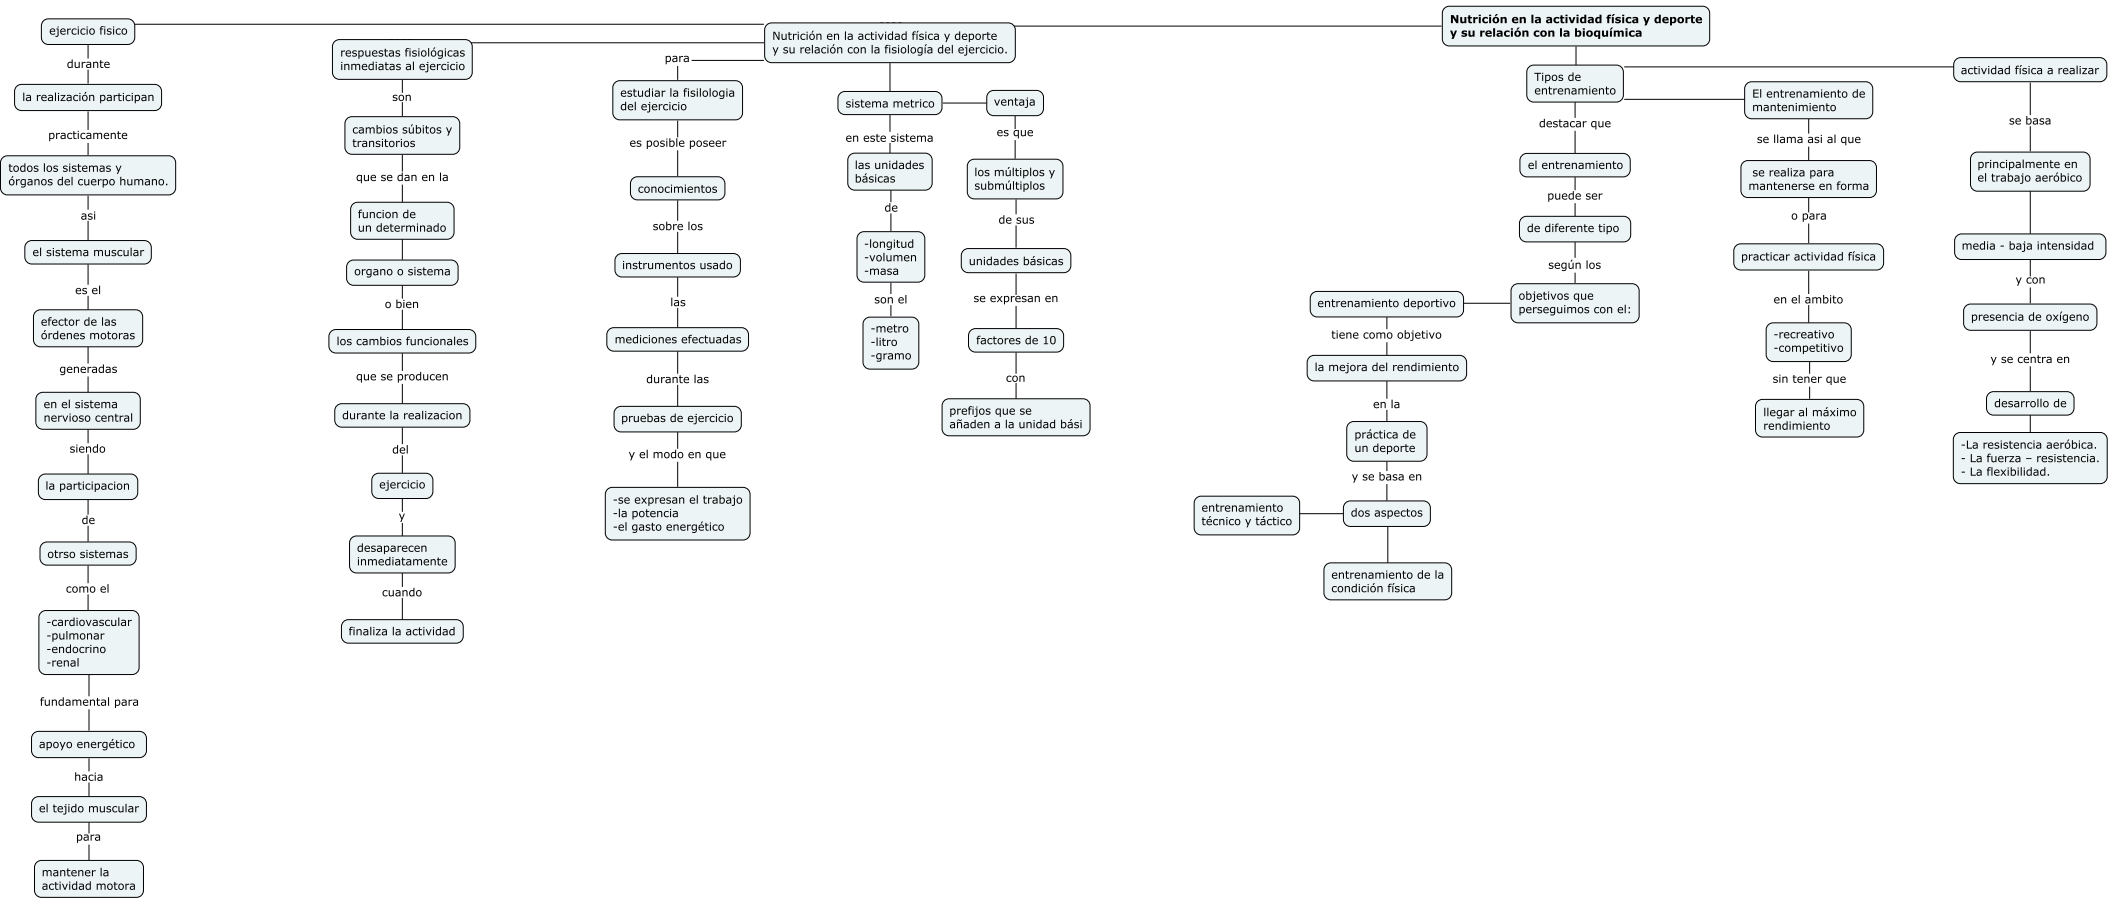 Nutrición en la actividad física y deporte
y su relación con la bioquímica
Nutrición en la actividad física y deporte
y su relación con la fisiología del ejercicio.
ejercicio fisico
durante
la realización participan
practicamente
todos los sistemas y
órganos del cuerpo humano.
asi
el sistema muscular
es el
efector de las
órdenes motoras
generadas
en el sistema
nervioso central
siendo
la participacion
de
otrso sistemas
como el
-cardiovascular
-pulmonar
-endocrino
-renal
fundamental para
apoyo energético
hacia
el tejido muscular
para
mantener la
actividad motora
respuestas fisiológicas
inmediatas al ejercicio
son
cambios súbitos y
transitorios
que se dan en la
funcion de
un determinado
organo o sistema
o bien
los cambios funcionales
que se producen
durante la realizacion
del
ejercicio
y
desaparecen
inmediatamente
cuando
finaliza la actividad
para
estudiar la fisilologia
del ejercicio
es posible poseer
conocimientos
sobre los
instrumentos usado
las
mediciones efectuadas
durante las
pruebas de ejercicio
y el modo en que
-se expresan el trabajo
-la potencia
-el gasto energético
sistema metrico
en este sistema
las unidades
básicas
de
-longitud
-volumen
-masa
son el
-metro
-litro
-gramo
ventaja
es que
los múltiplos y
submúltiplos
de sus
unidades básicas
se expresan en
factores de 10
con
prefijos que se
añaden a la unidad bási
Tipos de
entrenamiento
destacar que
el entrenamiento
puede ser
de diferente tipo
según los
objetivos que
perseguimos con el:
entrenamiento deportivo
tiene como objetivo
la mejora del rendimiento
en la
práctica de
un deporte
y se basa en
dos aspectos
entrenamiento
técnico y táctico
entrenamiento de la
condición física
El entrenamiento de
mantenimiento
se llama asi al que
se realiza para
mantenerse en forma
o para
practicar actividad física
en el ambito
-recreativo
-competitivo
sin tener que
llegar al máximo
rendimiento
actividad física a realizar
se basa
principalmente en
el trabajo aeróbico
media - baja intensidad
y con
presencia de oxígeno
y se centra en
desarrollo de
-La resistencia aeróbica.
- La fuerza – resistencia.
- La flexibilidad.